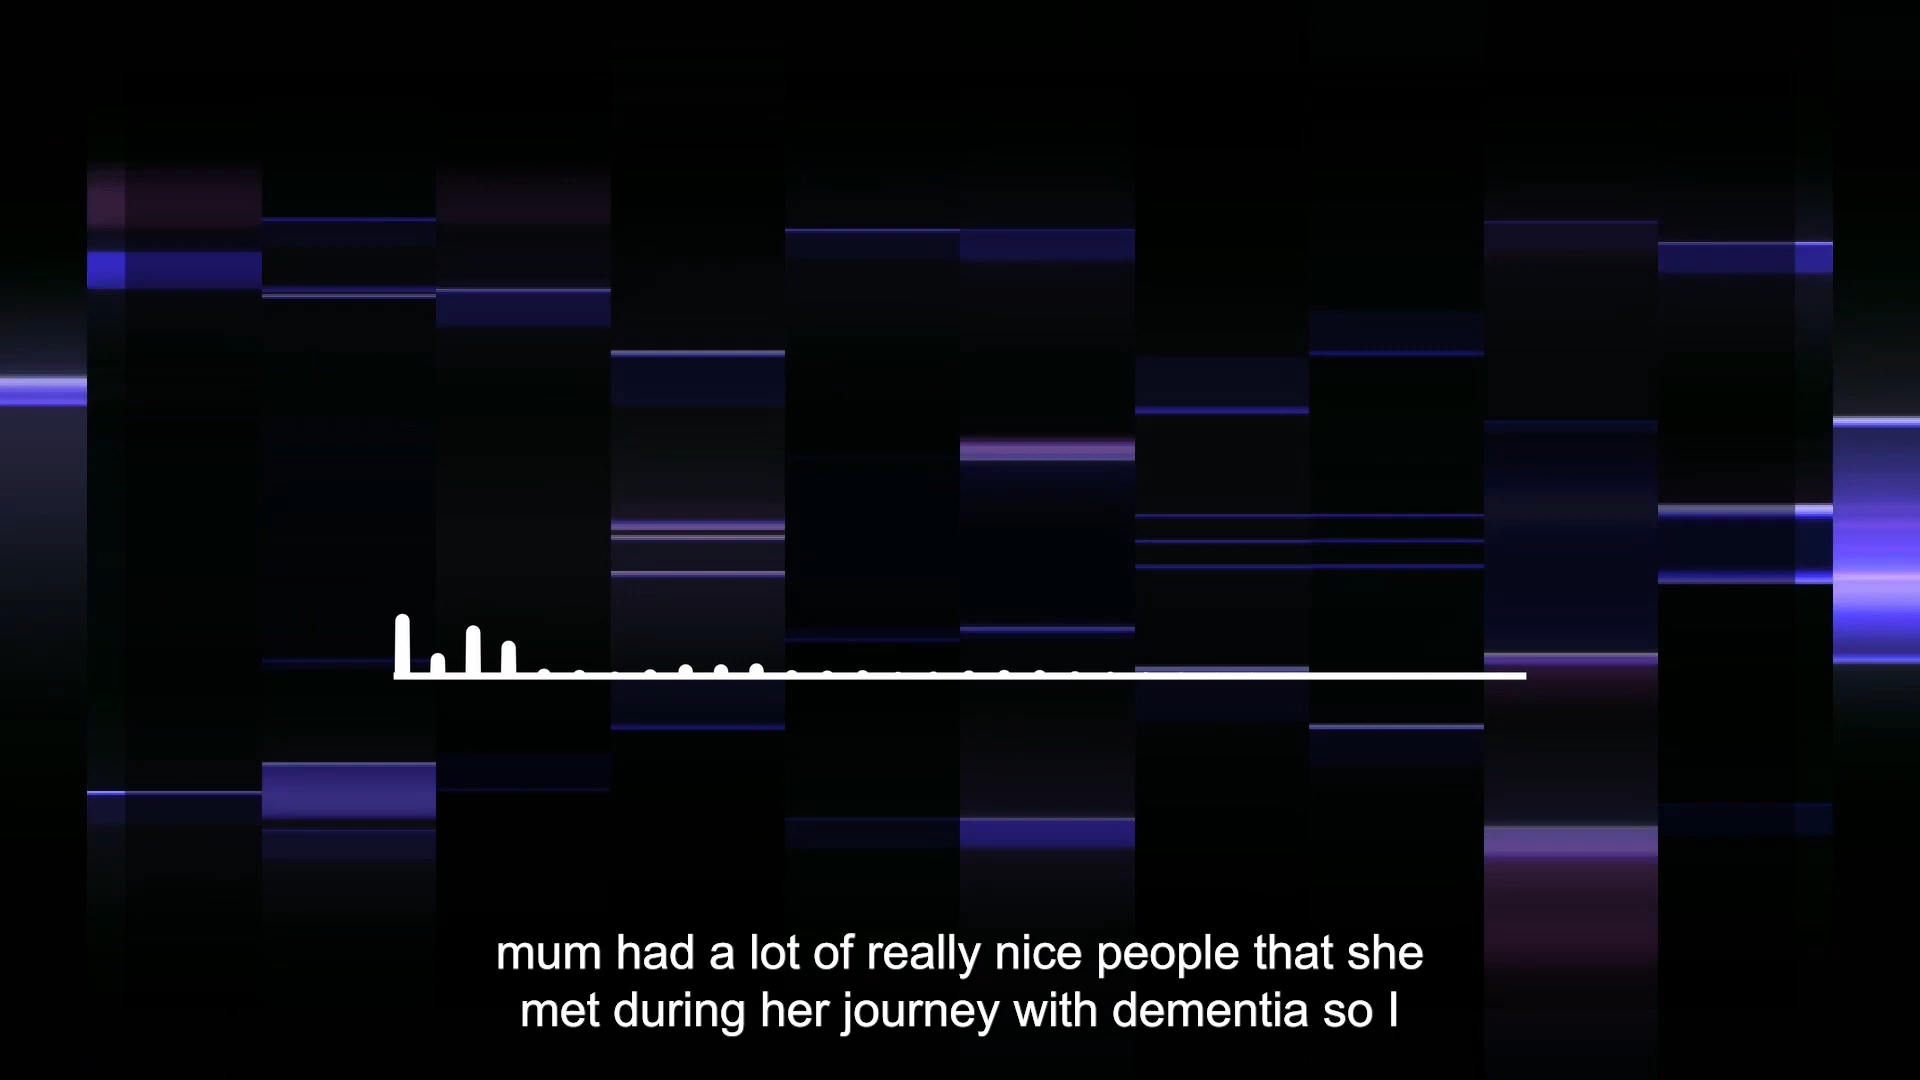 mum had a lot of really nice people that she
met during her journey with dementia so I